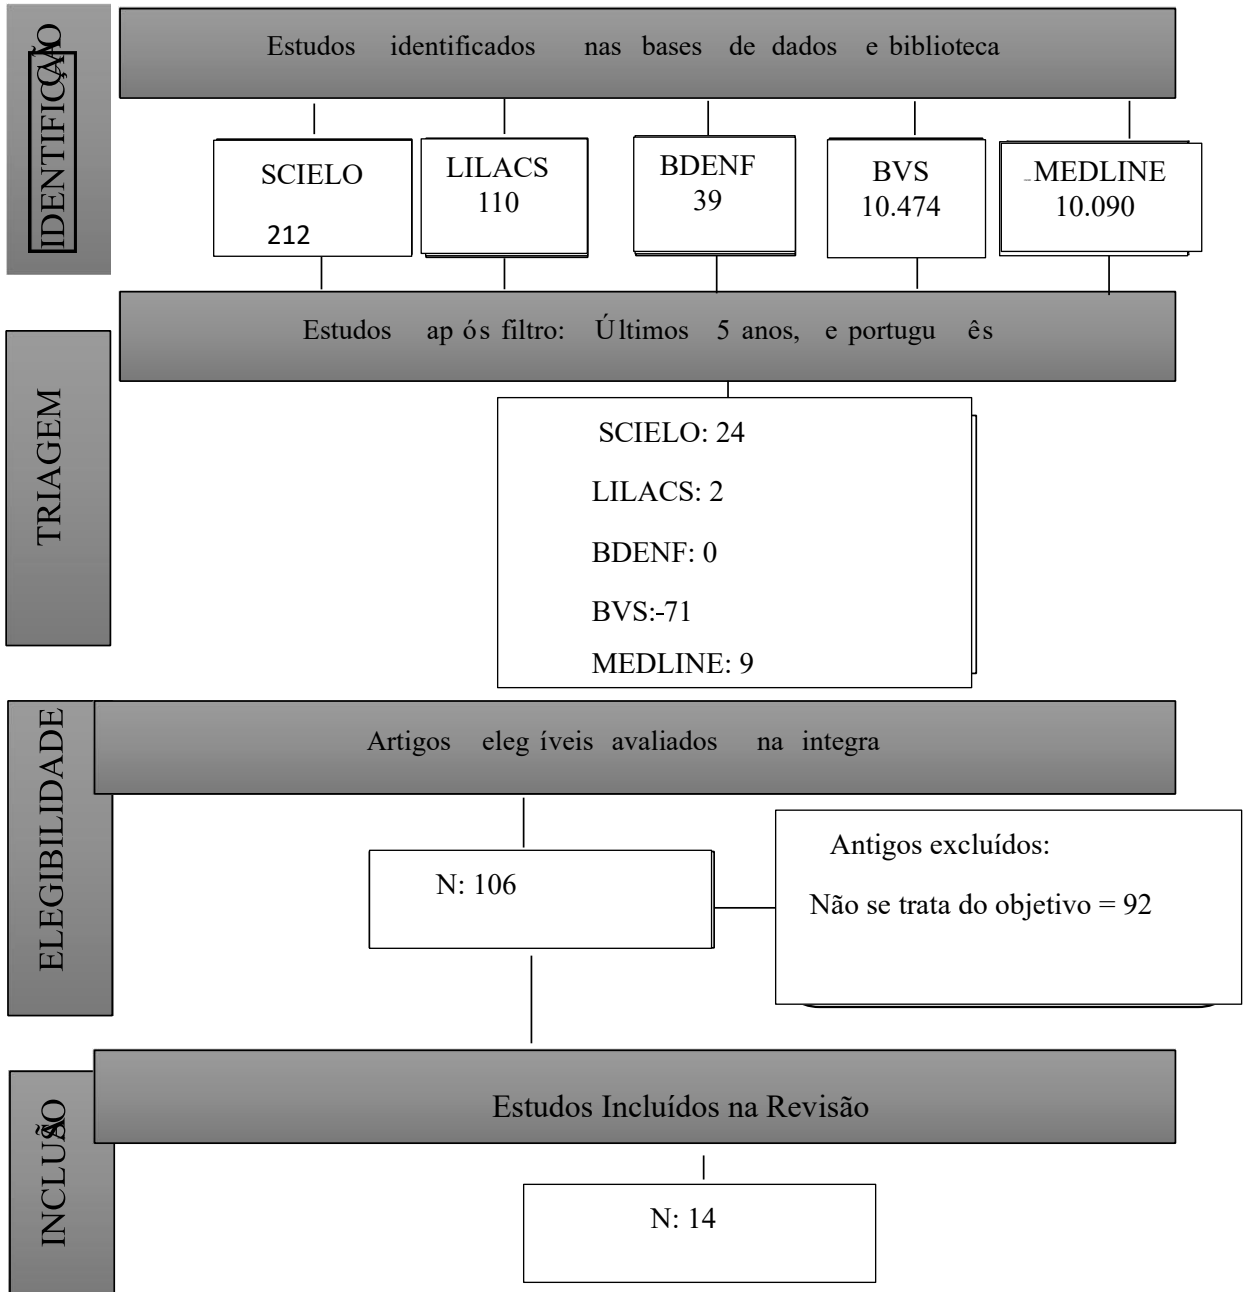 IDENTIFICAÇÃO
Estudos identificados nas bases de dados e biblioteca
SCIELO
212
LILACS
110
BDENF
39
BVS
10.474
MEDLINE
10.090
TRIAGEM
Estudos após filtro: Últimos 5 anos, e português
SCIELO: 24
LILACS: 2
BDENF: 0
BVS:-71
MEDLINE: 9
ELEGIBILIDADE
Artigos elegíveis avaliados na integra
N: 106
Antigos excluídos:
Não se trata do objetivo = 92
INCLUSÃO
Estudos Incluídos na Revisão
N: 14